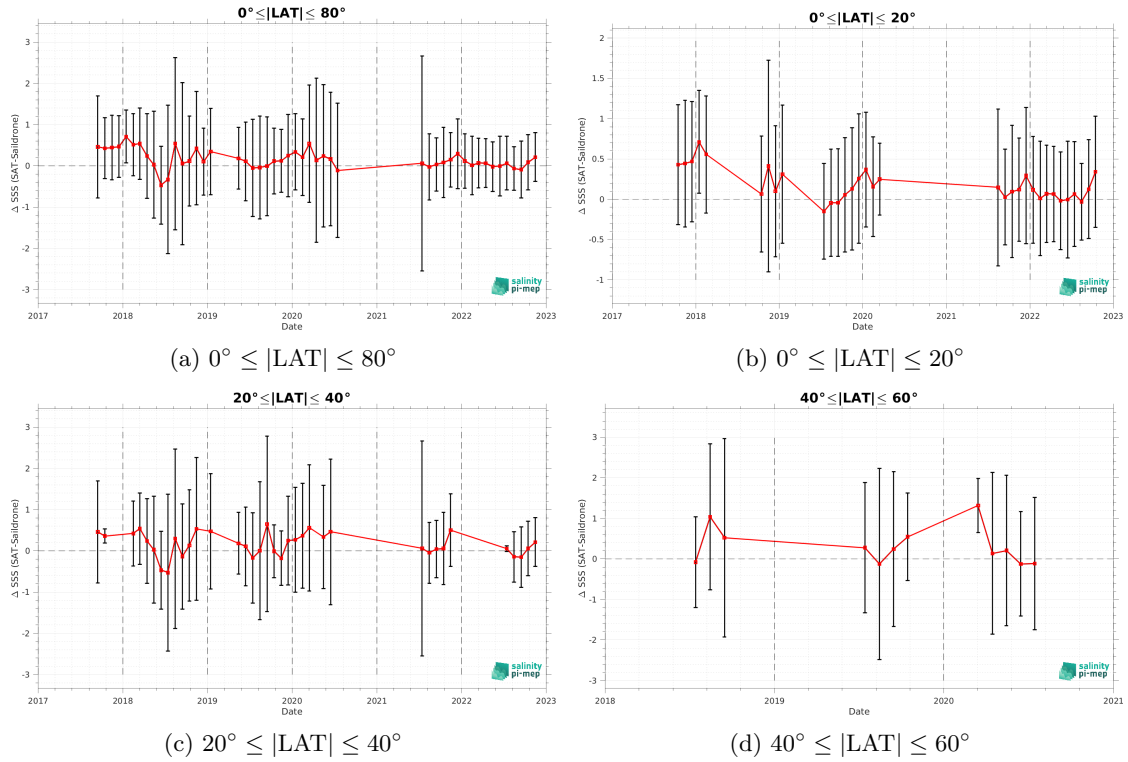 0°≤|LAT|≤ 80°
Δ SSS (SAT-Saildrone)
3
2
1
0
-1
-2
-3
2017 2018 2019 2020 2021 2022 2023
Date
salinity
pi-mep
(a) 0° ≤ |LAT| ≤ 80°
0°≤|LAT|≤ 20°
Δ SSS (SAT-Saildrone)
2
1.5
1
0.5
0
-0.5
-1
2017 2018 2019 2020 2021 2022 2023
Date
salinity
pi-mep
(b) 0° ≤ |LAT| ≤ 20°
20°≤|LAT|≤ 40°
Δ SSS (SAT-Saildrone)
3
2
1
0
-1
-2
-3
2017 2018 2019 2020 2021 2022 2023
Date
salinity
pi-mep
(c) 20° ≤ |LAT| ≤ 40°
40°≤|LAT|≤ 60°
Δ SSS (SAT-Saildrone)
3
2
1
0
-1
-2
-3
2018 2019 2020 2021
Date
salinity
pi-mep
(d) 40° ≤ |LAT| ≤ 60°